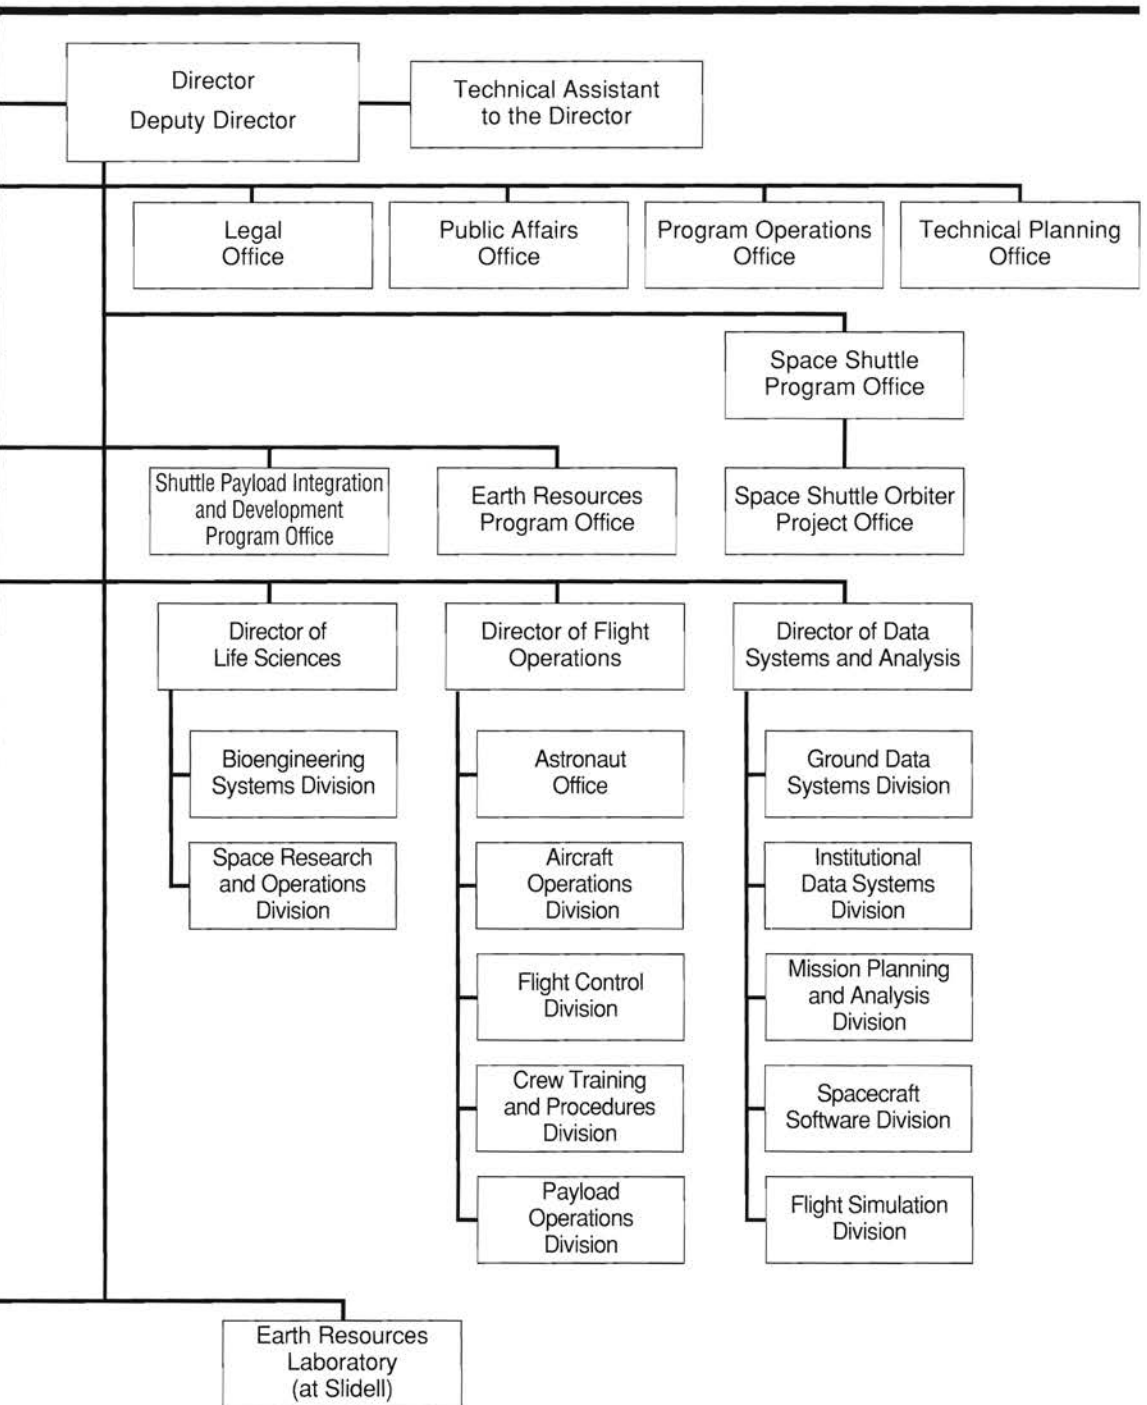 Director
Deputy Director
Technical Assistant
to the Director
Legal
Office
Public Affairs
Office
Program Operations
Office
Technical Planning
Office
Space Shuttle
Program Office
Shuttle Payload Integration
and Development
Program Office
Earth Resources
Program Office
Space Shuttle Orbiter
Project Office
Director of
Life Sciences
Director of Flight
Operations
Director of Data
Systems and Analysis
Bioengineering
Systems Division
Astronaut
Office
Ground Data
Systems Division
Space Research
and Operations
Division
Aircraft
Operations
Division
Institutional
Data Systems
Division
Flight Control
Division
Mission Planning
and Analysis
Division
Crew Training
and Procedures
Division
Spacecraft
Software Division
Payload
Operations
Division
Flight Simulation
Division
Earth Resources
Laboratory
(at Slidell)